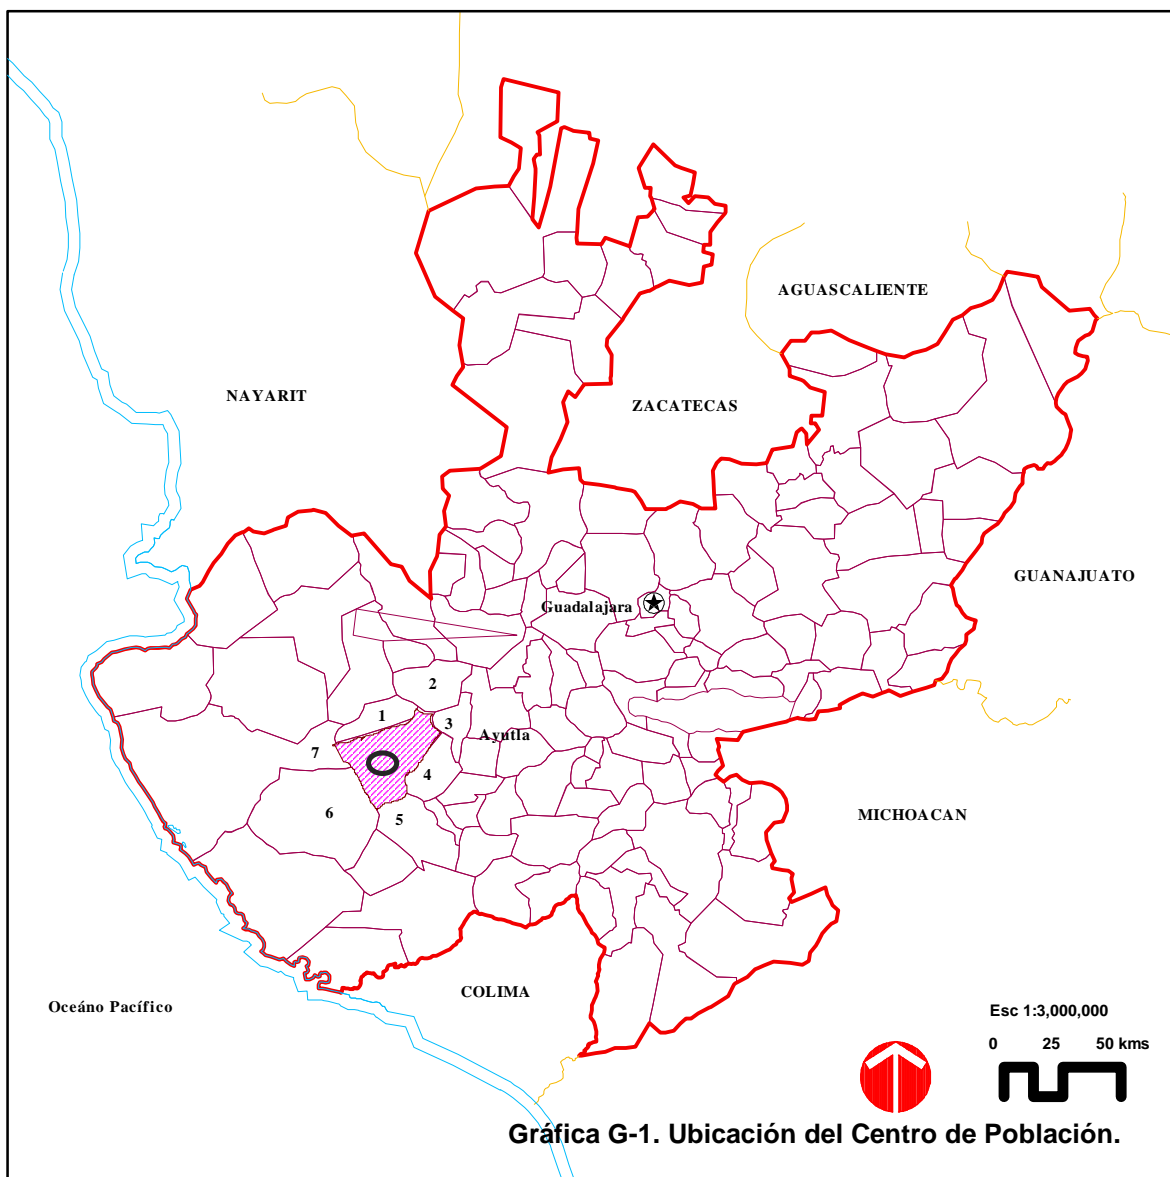 AGUASCALIENTE
NAYARIT
ZACATECAS
GUANAJUATO
Guadalajara
2
1
3
Ayutla
7
4
6
5
MICHOACAN
COLIMA
Oceáno Pacífico
Esc 1:3,000,000
0 25 50 kms
Gráfica G-1. Ubicación del Centro de Población.